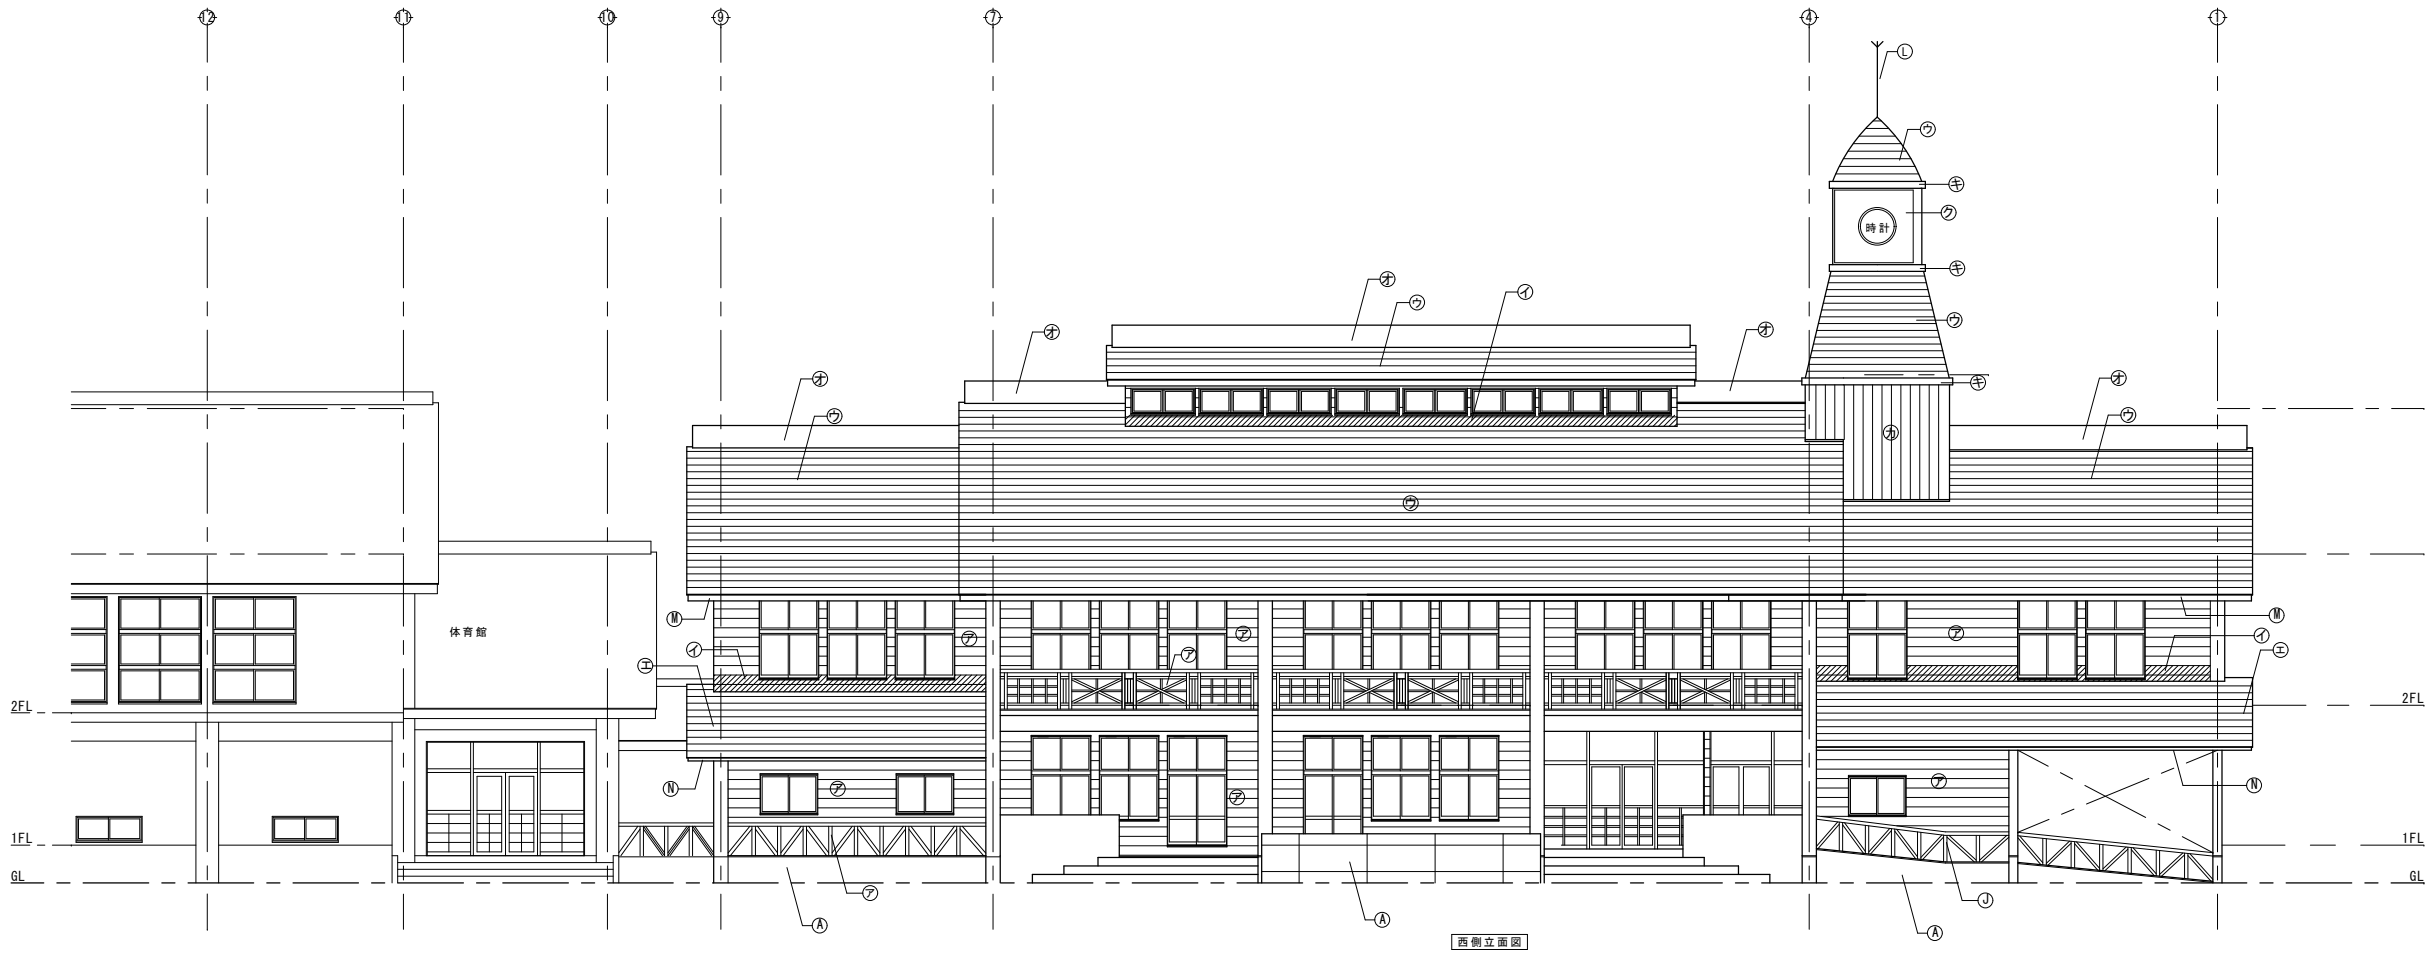 12 11 10 9 7 4 1
L
ウ
キ
ク
時計
キ
オ
イ
ウ
ウ
オ
オ
キ
オ
オ
ウ
ウ
カ
ウ
M
M
体育館
ア
ア
ア
イ
イ
ア
エ
エ
2FL
2FL
N
ア
ア
ア
N
1FL
1FL
GL
GL
A
ア
A
J
A
西側立面図